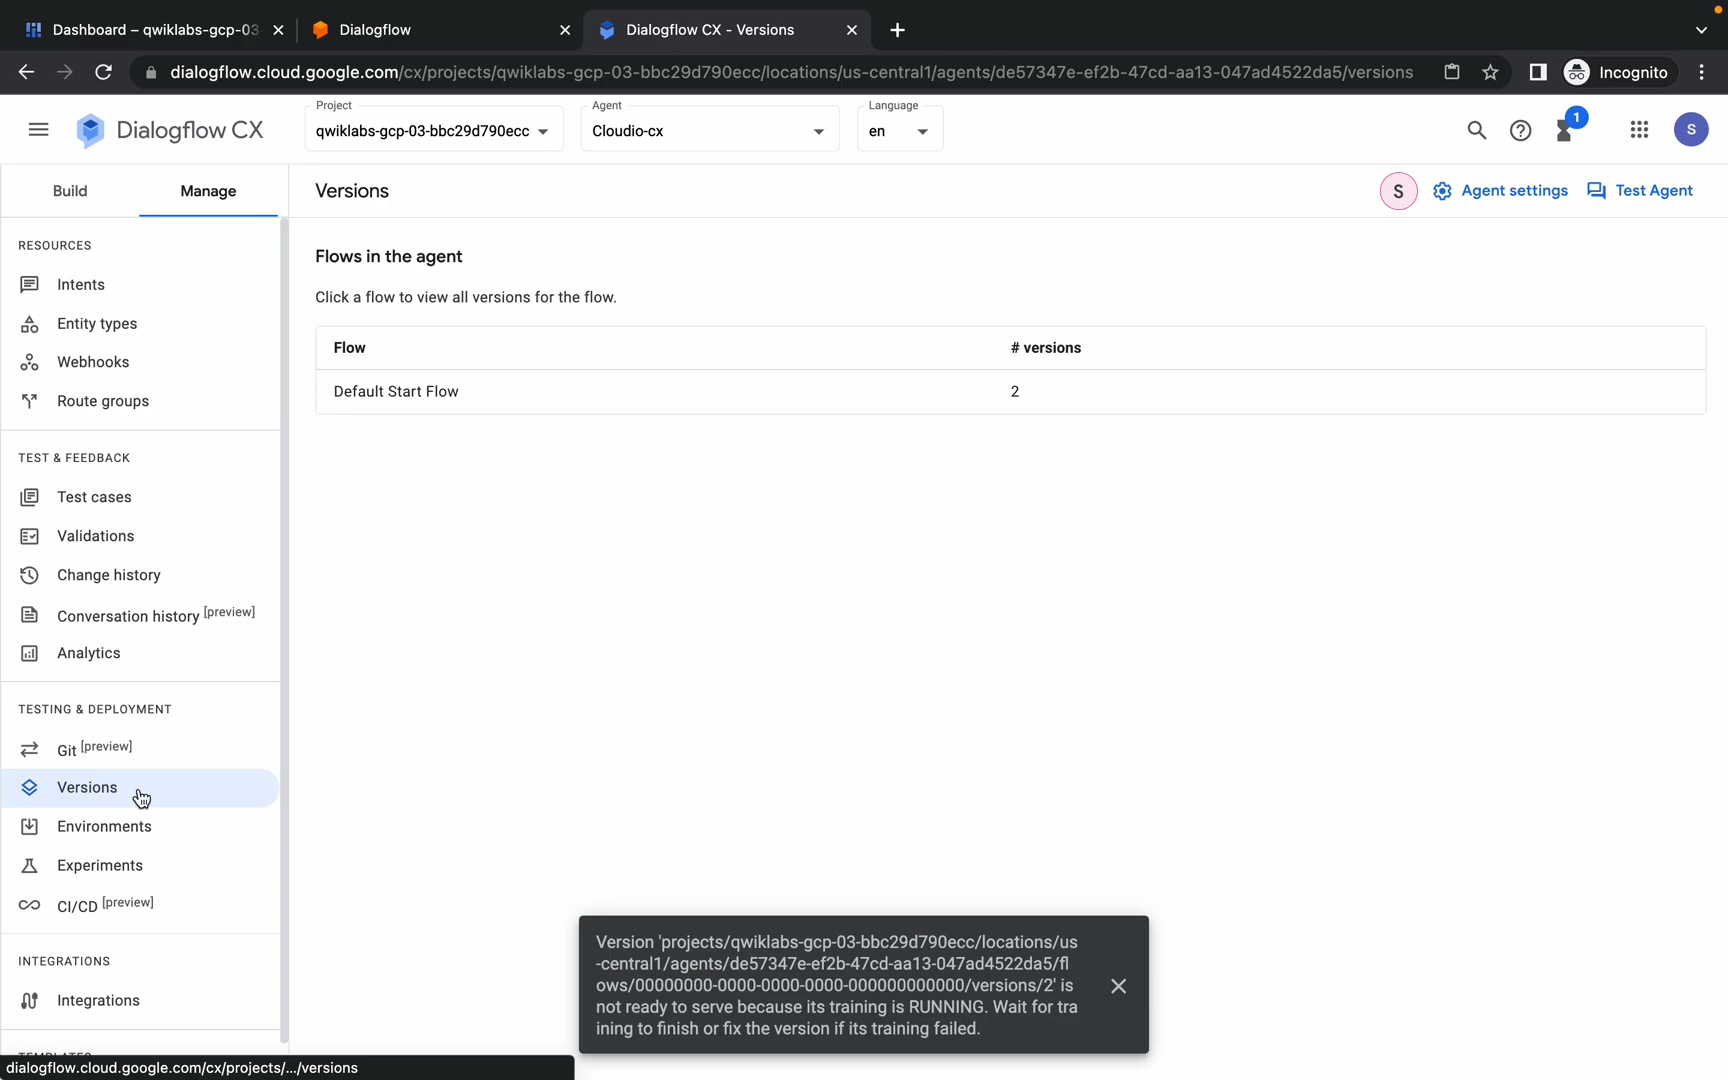 Dashboard – qwiklabs-gcp-03
Dialogflow
Dialogflow CX - Versions
dialogflow.cloud.google.com/cx/projects/qwiklabs-gcp-03-bbc29d790ecc/locations/us-central1/agents/de57347e-ef2b-47cd-aa13-047ad4522da5/versions
Incognito
Dialogflow CX
Project
qwiklabs-gcp-03-bbc29d790ecc
Agent
Cloudio-cx
Language
en
1
S
Build
Manage
Versions
S
Agent settings
Test Agent
RESOURCES
Intents
Entity types
Webhooks
Route groups
TEST & FEEDBACK
Test cases
Validations
Change history
Conversation history [preview]
Analytics
TESTING & DEPLOYMENT
Git [preview]
Versions
Environments
Experiments
CI/CD [preview]
INTEGRATIONS
Integrations
TEMPLATES
Flows in the agent
Click a flow to view all versions for the flow.
Flow # versions
Default Start Flow 2
Version 'projects/qwiklabs-gcp-03-bbc29d790ecc/locations/us
-central1/agents/de57347e-ef2b-47cd-aa13-047ad4522da5/fl
ows/00000000-0000-0000-0000-000000000000/versions/2' is
not ready to serve because its training is RUNNING. Wait for tra
ining to finish or fix the version if its training failed.
dialogflow.cloud.google.com/cx/projects/.../versions